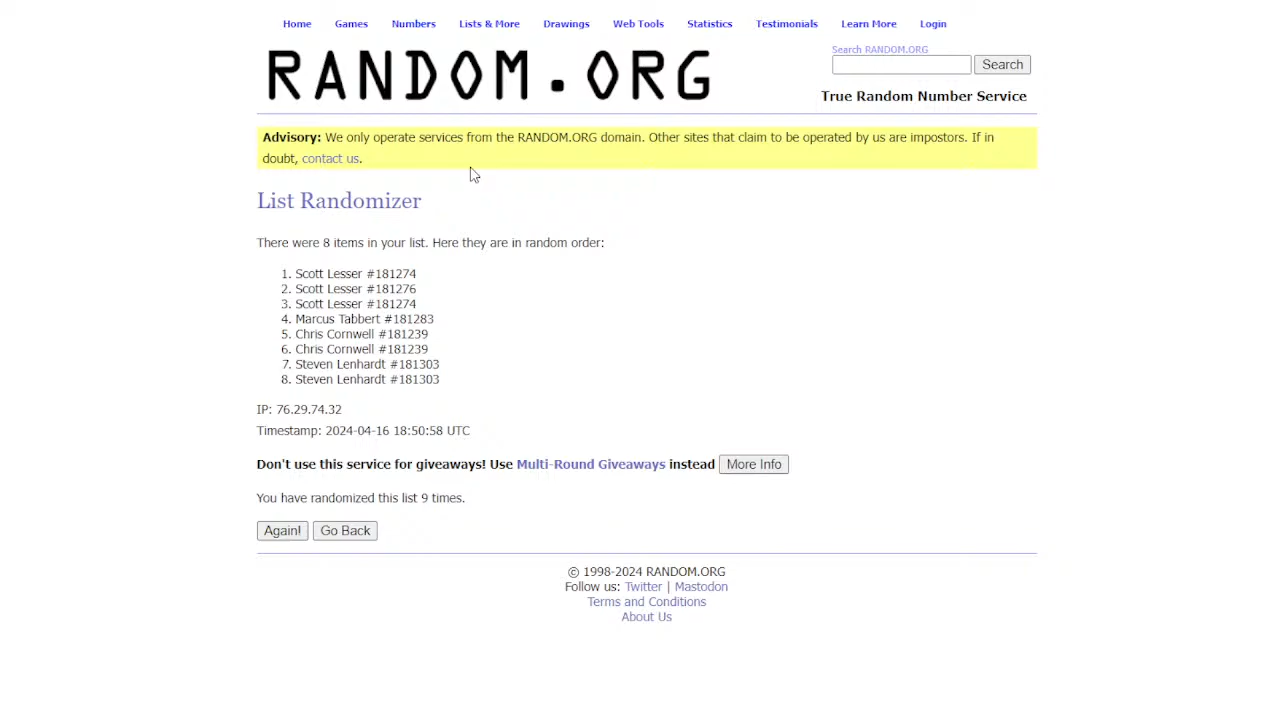 Home Games Numbers Lists & More Drawings Web Tools Statistics Testimonials Learn More Login
RANDOM.ORG
Search RANDOM.ORG
Search
True Random Number Service
Advisory: We only operate services from the RANDOM.ORG domain. Other sites that claim to be operated by us are impostors. If in
doubt, contact us.
List Randomizer
There were 8 items in your list. Here they are in random order:
1. Scott Lesser #181274
2. Scott Lesser #181276
3. Scott Lesser #181274
4. Marcus Tabbert #181283
5. Chris Cornwell #181239
6. Chris Cornwell #181239
7. Steven Lenhardt #181303
8. Steven Lenhardt #181303
IP: 76.29.74.32
Timestamp: 2024-04-16 18:50:58 UTC
Don't use this service for giveaways! Use Multi-Round Giveaways instead More Info
You have randomized this list 9 times.
Again! Go Back
© 1998-2024 RANDOM.ORG
Follow us: Twitter | Mastodon
Terms and Conditions
About Us